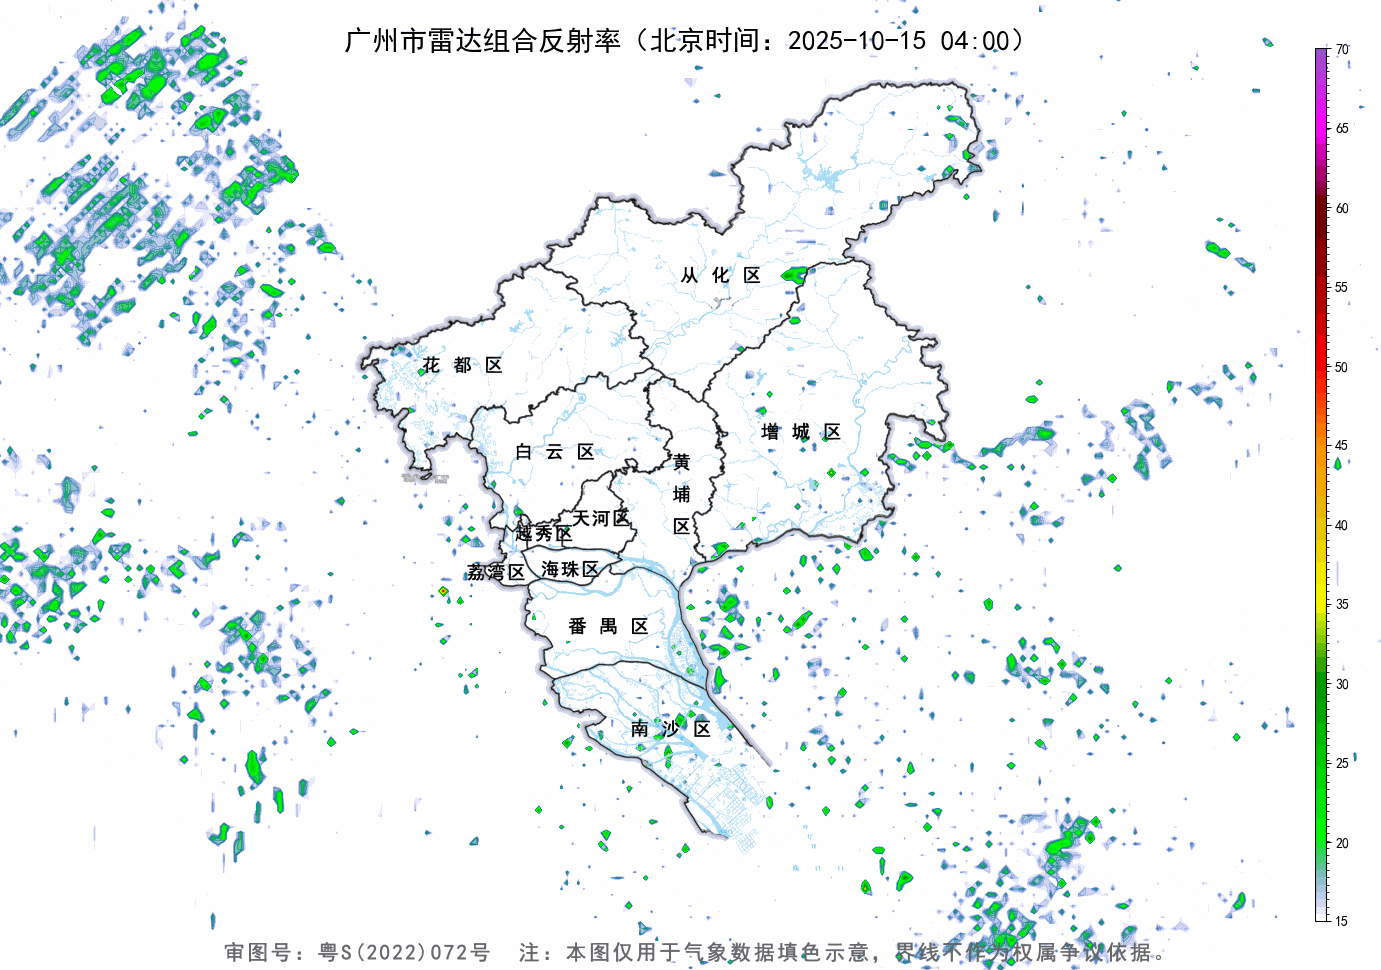 广州市雷达组合反射率（北京时间：2025-10-15 04:00）
70
65
60
55
50
45
40
35
30
25
20
15
从化区
花都区
增城区
白云区
黄埔区
天河区
越秀区
荔湾区
海珠区
番禺区
南沙区
审图号：粤S(2022)072号 注：本图仅用于气象数据填色示意，界线不作为权属争议依据。